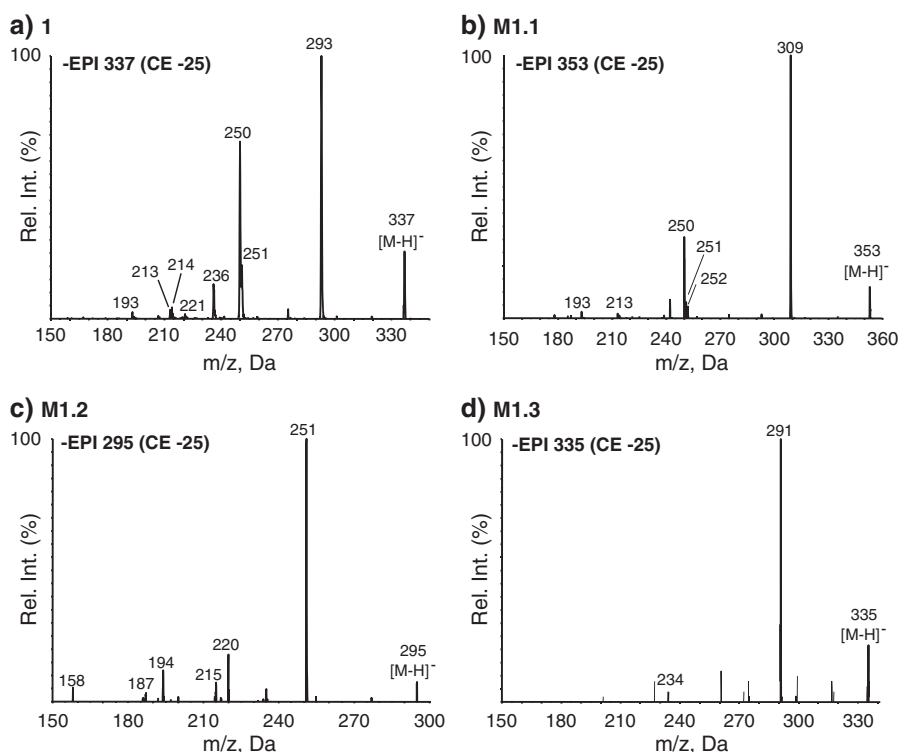 a) 1
-EPI 337 (CE -25)
100
293
250
337
[M-H]-
251
236
213
214
193
221
Rel. Int. (%)
150 180 210 240 270 300 330
m/z, Da
b) M1.1
-EPI 353 (CE -25)
100
309
250
251
252
353
[M-H]-
193
213
Rel. Int. (%)
150 180 210 240 270 300 330 360
m/z, Da
c) M1.2
-EPI 295 (CE -25)
100
251
220
194
215
187
158
295
[M-H]-
Rel. Int. (%)
150 180 210 240 270 300
m/z, Da
d) M1.3
-EPI 335 (CE -25)
100
291
335
[M-H]-
234
Rel. Int. (%)
150 180 210 240 270 300 330
m/z, Da